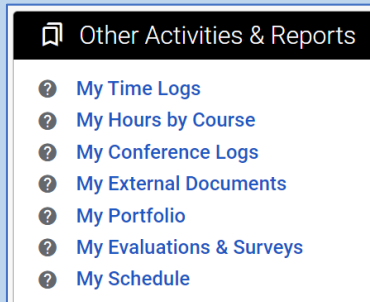 Other Activities & Reports
My Time Logs
My Hours by Course
My Conference Logs
My External Documents
My Portfolio
My Evaluations & Surveys
My Schedule